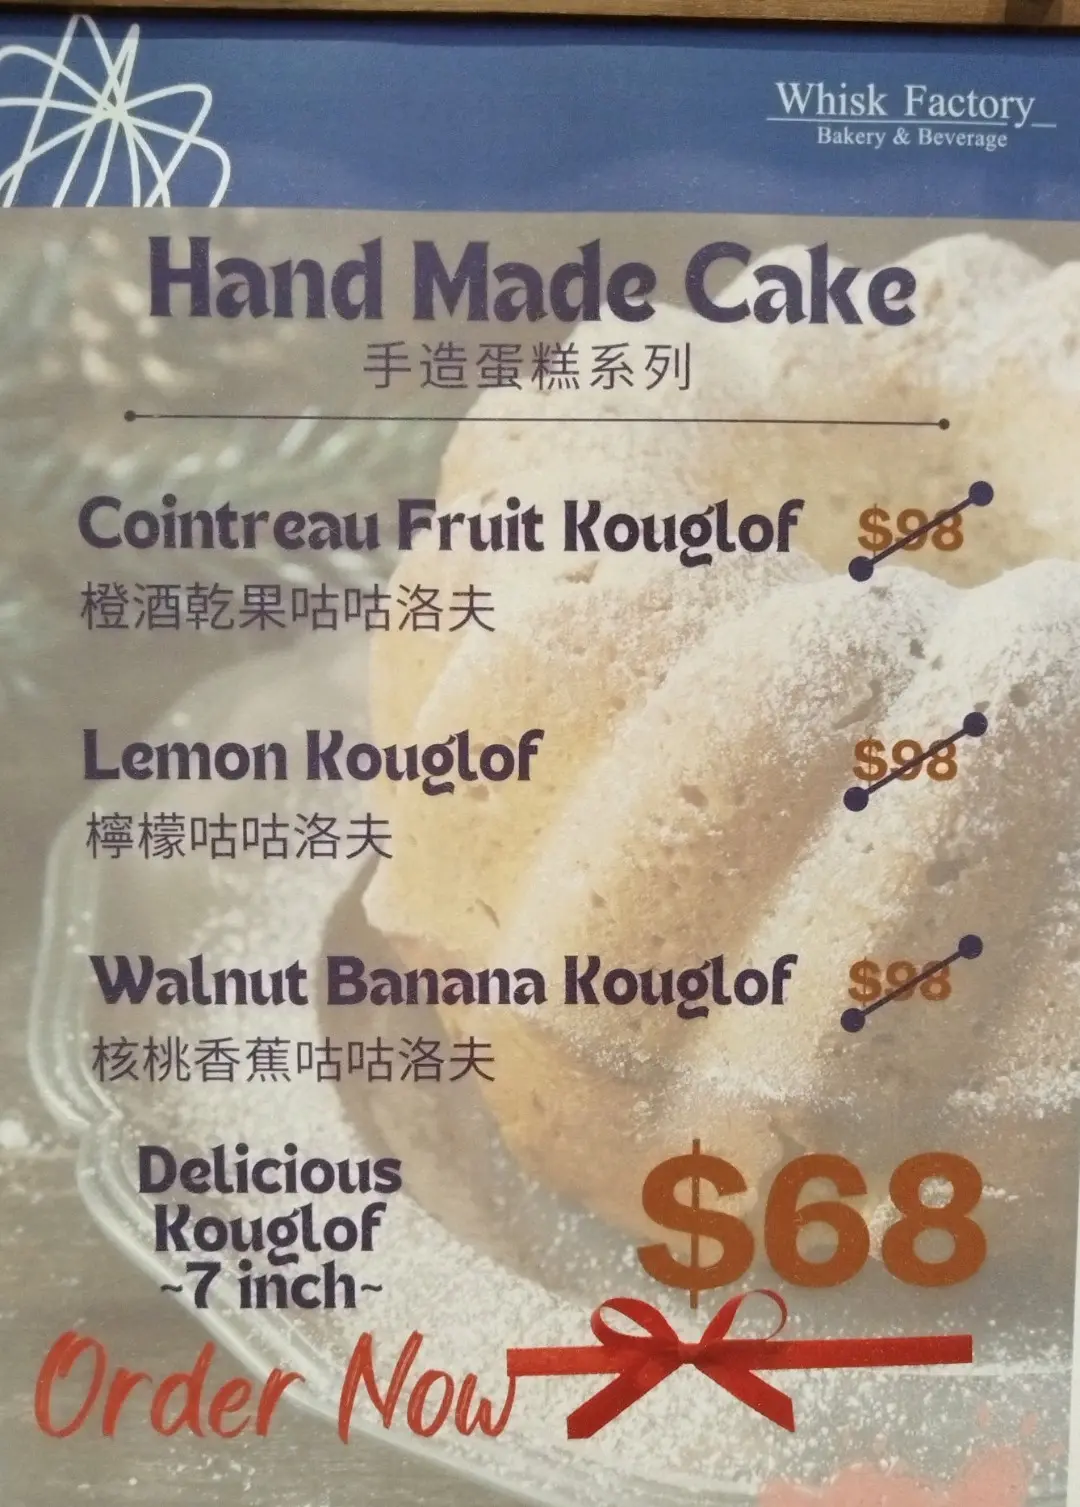 Whisk Factory
Bakery & Beverage
Hand Made Cake
手造蛋糕系列
Cointreau Fruit Kouglof $98
橙酒乾果咕咕洛夫
Lemon Kouglof $98
檸檬咕咕洛夫
Walnut Banana Kouglof $98
核桃香蕉咕咕洛夫
Delicious
Kouglof
~7 inch~
$68
Order Now